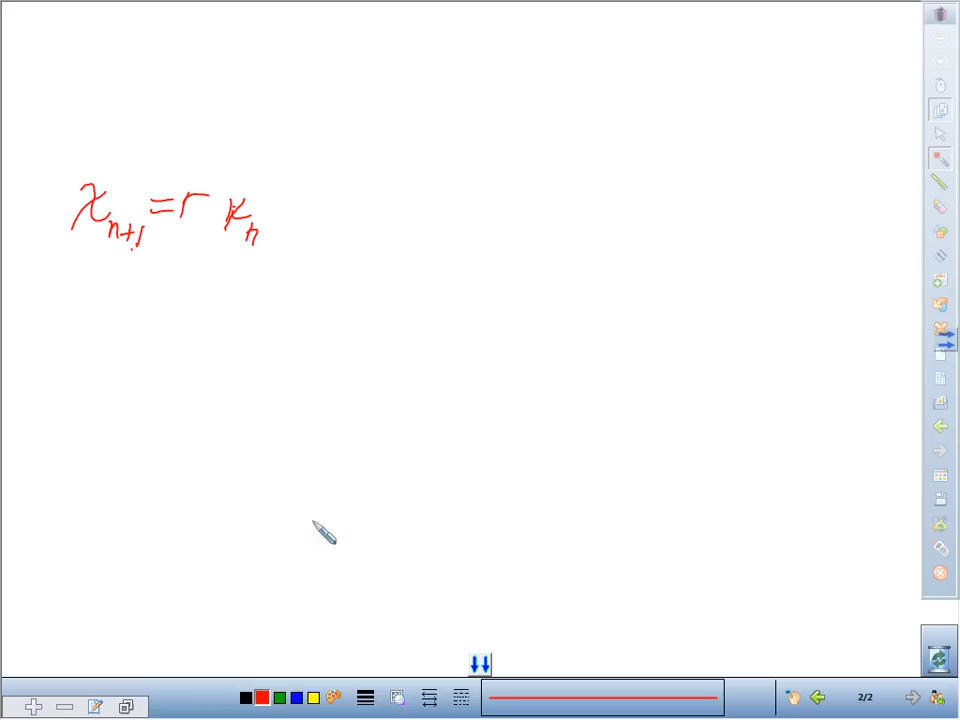 x_{n+1} = r x_n
2/2